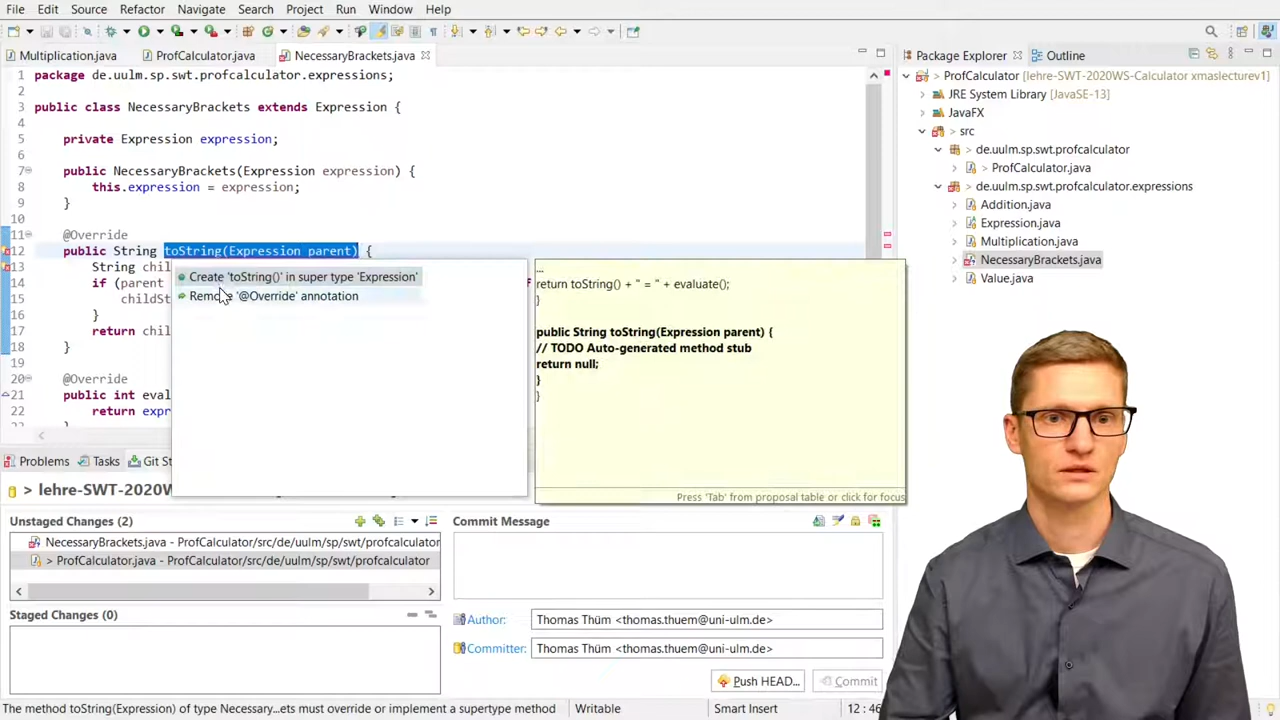 File Edit Source Refactor Navigate Search Project Run Window Help
Multiplication.java ProfCalculator.java NecessaryBrackets.java
1 package de.uulm.sp.swt.profcalculator.expressions;
2
3 public class NecessaryBrackets extends Expression {
4
5 private Expression expression;
6
7 public NecessaryBrackets(Expression expression) {
8 this.expression = expression;
9 }
10
11 @Override
12 public String toString(Expression parent) {
13 String chil
14 if (parent
15 childSt
16 }
17 return chil
18 }
19
20 @Override
21 public int eval
22 return expr
Create 'toString()' in super type 'Expression'
'@Override' annotation
...
return toString() + " = " + evaluate();
}
public String toString(Expression parent) {
// TODO Auto-generated method stub
return null;
}
}
Press 'Tab' from proposal table or click for focus
Package Explorer Outline
ProfCalculator [lehre-SWT-2020WS-Calculator xmaslecturev1]
JRE System Library [JavaSE-13]
JavaFX
src
de.uulm.sp.swt.profcalculator
ProfCalculator.java
de.uulm.sp.swt.profcalculator.expressions
Addition.java
Expression.java
Multiplication.java
NecessaryBrackets.java
Value.java
Problems Tasks Git St
> lehre-SWT-2020W
Unstaged Changes (2)
NecessaryBrackets.java - ProfCalculator/src/de/uulm/sp/swt/profcalculator
> ProfCalculator.java - ProfCalculator/src/de/uulm/sp/swt/profcalculator
Staged Changes (0)
Commit Message
Author: Thomas Thüm <thomas.thuem@uni-ulm.de>
Committer: Thomas Thüm <thomas.thuem@uni-ulm.de>
Push HEAD... Commit
The method toString(Expression) of type Necessary...ets must override or implement a supertype method Writable Smart Insert 12 : 46